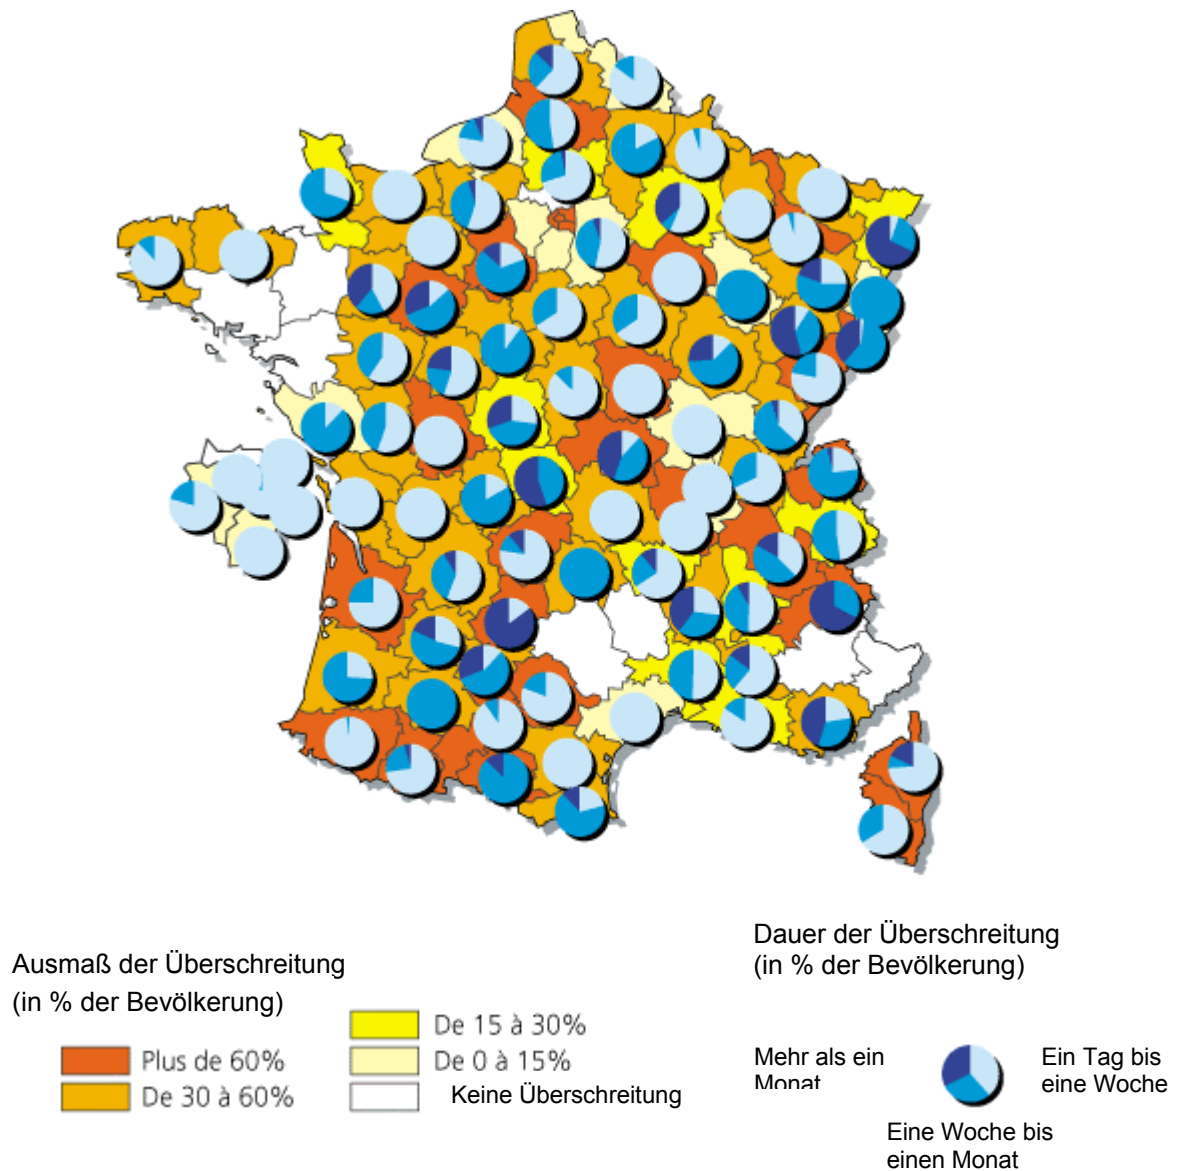 Ausmaß der Überschreitung
(in % der Bevölkerung)
Plus de 60%
De 30 à 60%
De 15 à 30%
De 0 à 15%
Keine Überschreitung
Dauer der Überschreitung
(in % der Bevölkerung)
Mehr als ein
Monat
Ein Tag bis
eine Woche
Eine Woche bis
einen Monat